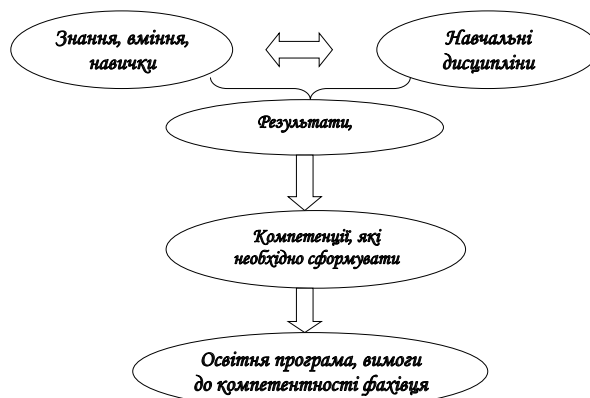 Знання, вміння,
навички
Навчальні
дисципліни
Результати,
Компетенції, які
необхідно сформувати
Освітня програма, вимоги
до компетентності фахівця